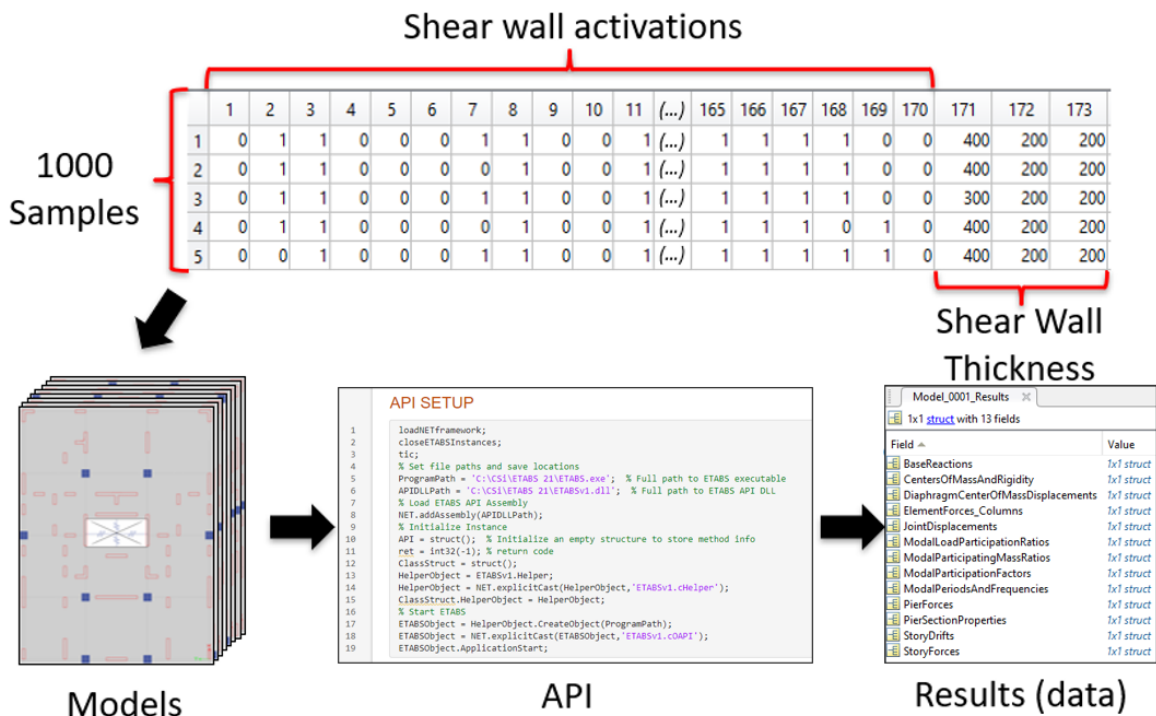 Shear wall activations
1 2 3 4 5 6 7 8 9 10 11 (...) 165 166 167 168 169 170 171 172 173
1 0 1 1 0 0 0 1 1 0 0 1 (...) 1 1 1 1 0 0 400 200 200
2 0 1 1 0 0 0 0 1 0 0 1 (...) 1 1 1 1 0 0 400 200 200
3 0 1 1 0 0 0 1 1 0 0 1 (...) 1 1 1 1 0 0 300 200 200
4 0 1 1 0 0 0 0 1 0 0 1 (...) 1 1 1 0 1 0 400 200 200
5 0 0 1 0 0 0 1 1 0 0 1 (...) 1 1 1 1 1 0 400 200 200
1000
Samples
Shear Wall
Thickness
Models
API SETUP
1 loadNETframework;
2 closeETABSInstances;
3 tic;
4 % Set file paths and save locations
5 ProgramPath = 'C:\CSi\ETABS 21\ETABS.exe'; % Full path to ETABS executable
6 APIDLLPath = 'C:\CSi\ETABS 21\ETABSv1.dll'; % Full path to ETABS API DLL
7 % Load ETABS API Assembly
8 NET.addAssembly(APIDLLPath);
9 % Initialize Instance
10 API = struct(); % Initialize an empty structure to store method info
11 ret = int32(-1); % return code
12 ClassStruct = struct();
13 HelperObject = ETABSv1.Helper;
14 HelperObject = NET.explicitCast(HelperObject,'ETABSv1.cHelper');
15 ClassStruct.HelperObject = HelperObject;
16 % Start ETABS
17 ETABSObject = HelperObject.CreateObject(ProgramPath);
18 ETABSObject = NET.explicitCast(ETABSObject,'ETABSv1.cOAPI');
19 ETABSObject.ApplicationStart;
API
Model_0001_Results
1x1 struct with 13 fields
Field Value
BaseReactions 1x1 struct
CentersOfMassAndRigidity 1x1 struct
DiaphragmCenterOfMassDisplacements 1x1 struct
ElementForces_Columns 1x1 struct
JointDisplacements 1x1 struct
ModalLoadParticipationRatios 1x1 struct
ModalParticipatingMassRatios 1x1 struct
ModalParticipationFactors 1x1 struct
ModalPeriodsAndFrequencies 1x1 struct
PierForces 1x1 struct
PierSectionProperties 1x1 struct
StoryDrifts 1x1 struct
StoryForces 1x1 struct
Results (data)